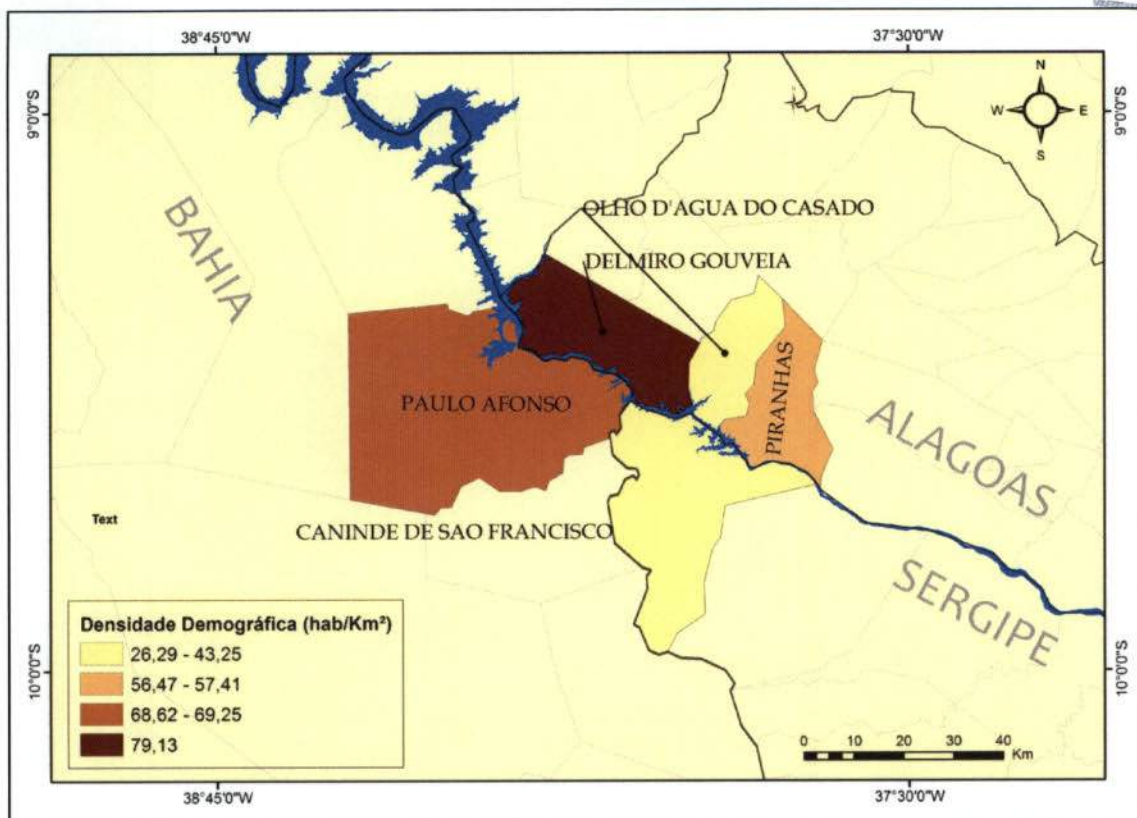 38°45'0"W
37°30'0"W
N
W
E
S
9°0'0"S
9°0'0"S
BAHIA
OLHO D'AGUA DO CASADO
DELMIRO GOUVEIA
PAULO AFONSO
PIRANHAS
ALAGOAS
Text
CANINDE DE SAO FRANCISCO
SERGIPE
Densidade Demográfica (hab/Km²)
26,29 - 43,25
56,47 - 57,41
68,62 - 69,25
79,13
10°0'0"S
10°0'0"S
0 10 20 30 40
Km
38°45'0"W
37°30'0"W